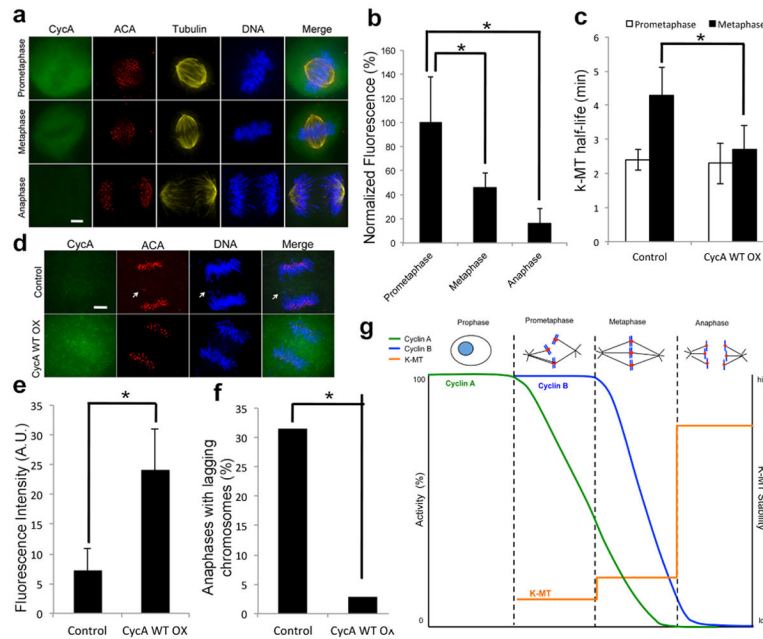 a
CycA ACA Tubulin DNA Merge
Prometaphase
Metaphase
Anaphase
b
Normalized Fluorescence (%)
160
140
120
100
80
60
40
20
0
* *
Prometaphase Metaphase Anaphase
c
Prometaphase Metaphase
k-MT half-life (min)
6
5
4
3
2
1
0
*
Control CycA WT OX
d
CycA ACA DNA Merge
Control
CycA WT OX
e
Fluorescence Intensity (A.U.)
35
30
25
20
15
10
5
0
*
Control CycA WT OX
f
Anaphases with lagging
chromosomes (%)
35
30
25
20
15
10
5
0
*
Control CycA WT
g
Cyclin A
Cyclin B
K-MT
Prophase Prometaphase Metaphase Anaphase
100
Cyclin A
Cyclin B
K-MT
0
Activity (%)
hi
K-MT Stability
lo